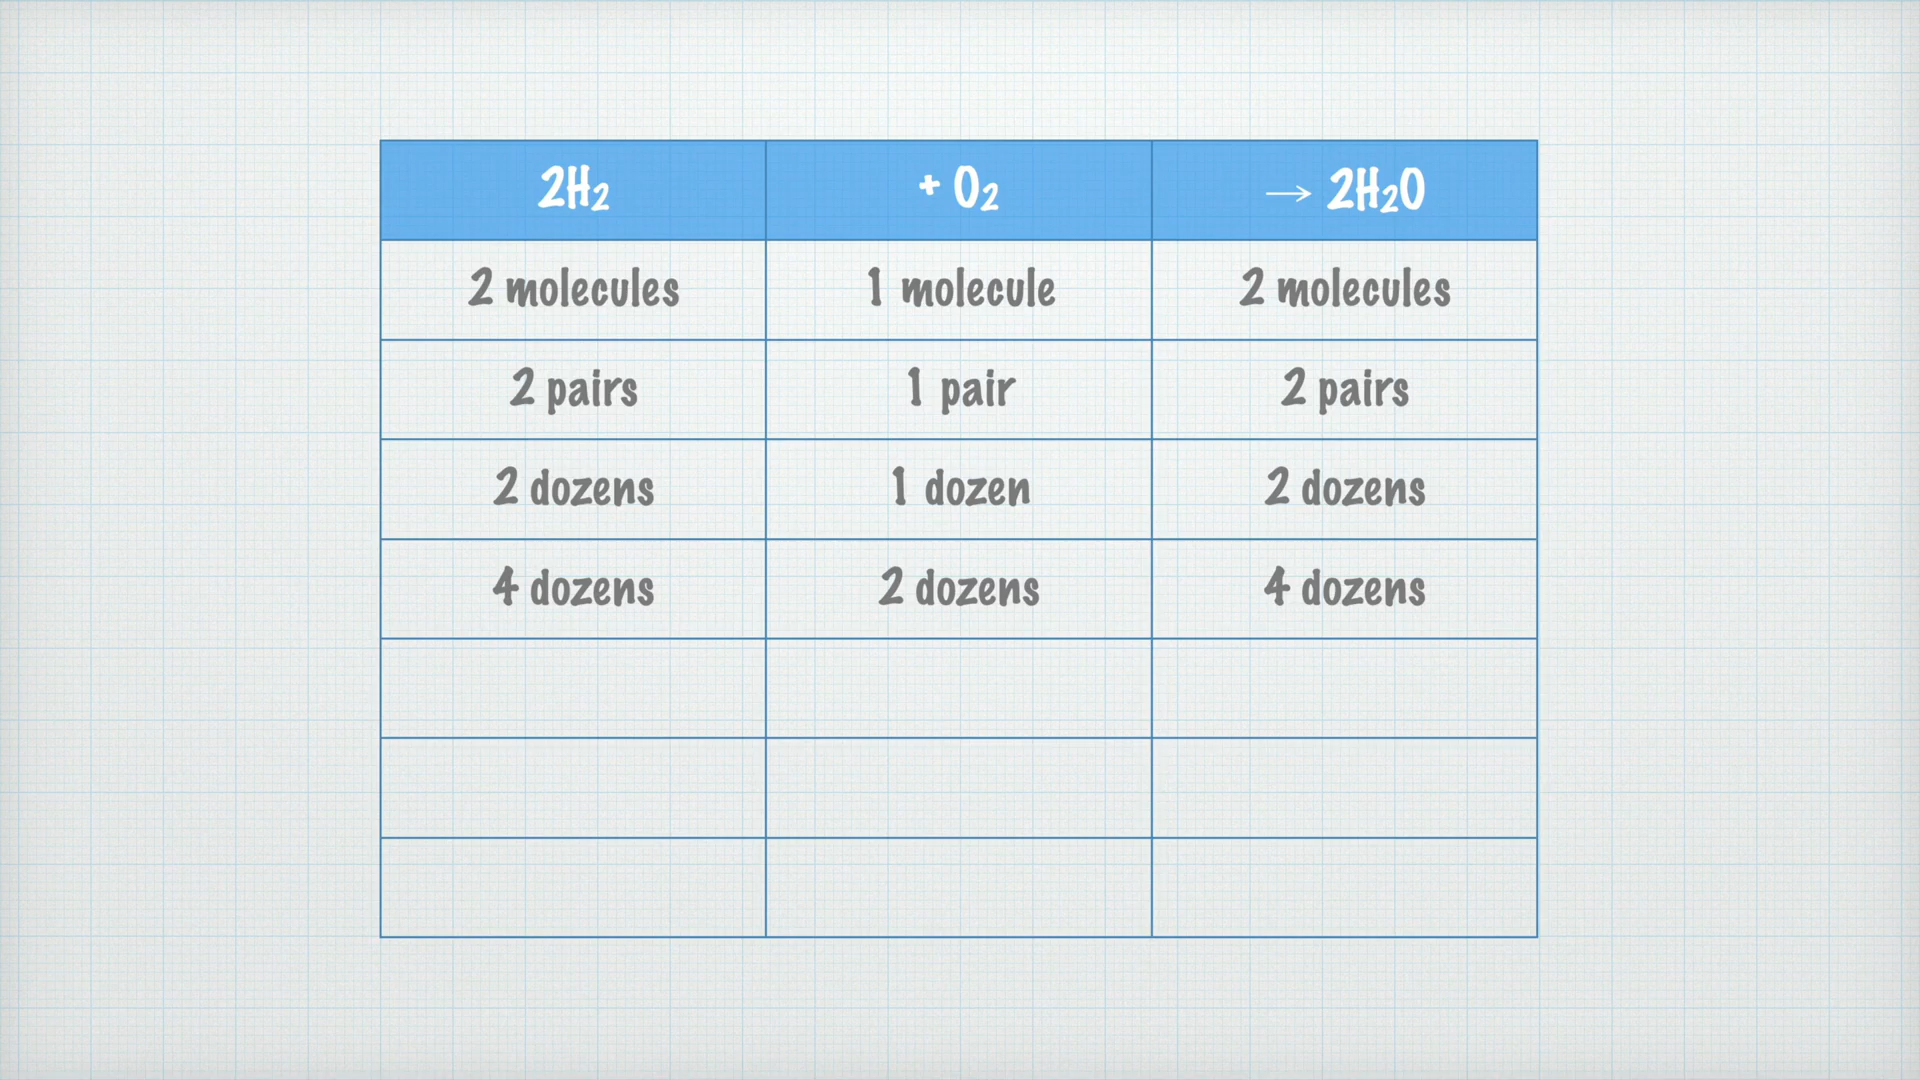 2H₂ + O₂ → 2H₂O
2 molecules 1 molecule 2 molecules
2 pairs 1 pair 2 pairs
2 dozens 1 dozen 2 dozens
4 dozens 2 dozens 4 dozens